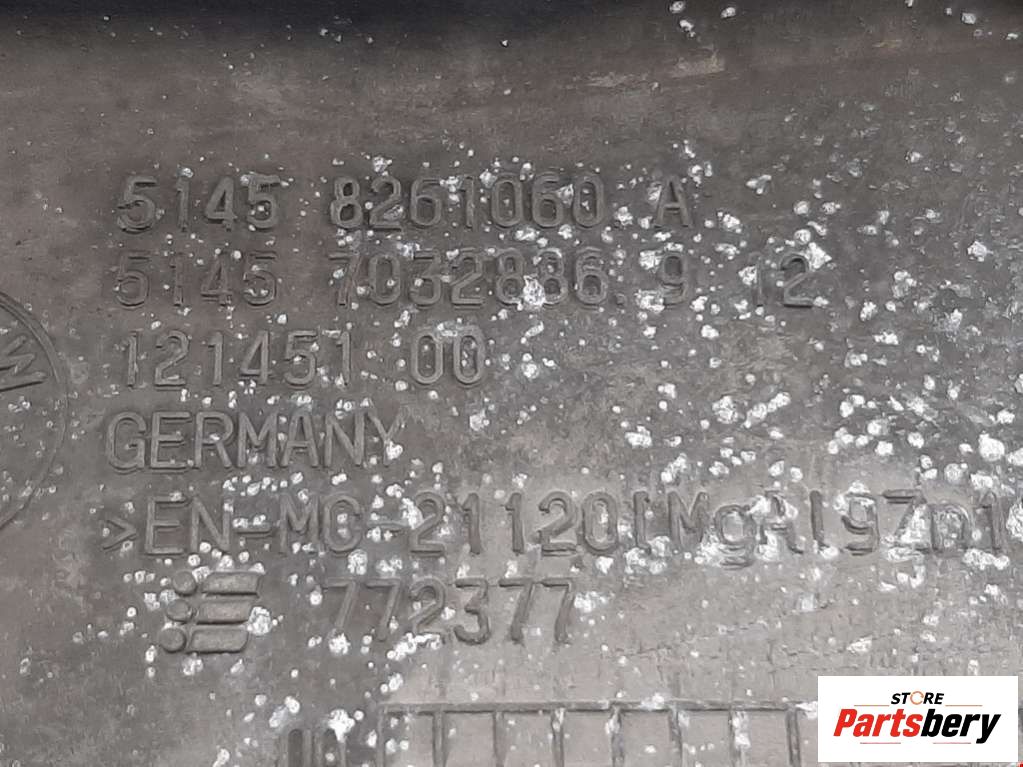 5145 8261060 A
5145 7032886.9 12
121451 00
GERMANY
>EN-MC-21120(MgAl9Zn1
772377
STORE
Partsbery